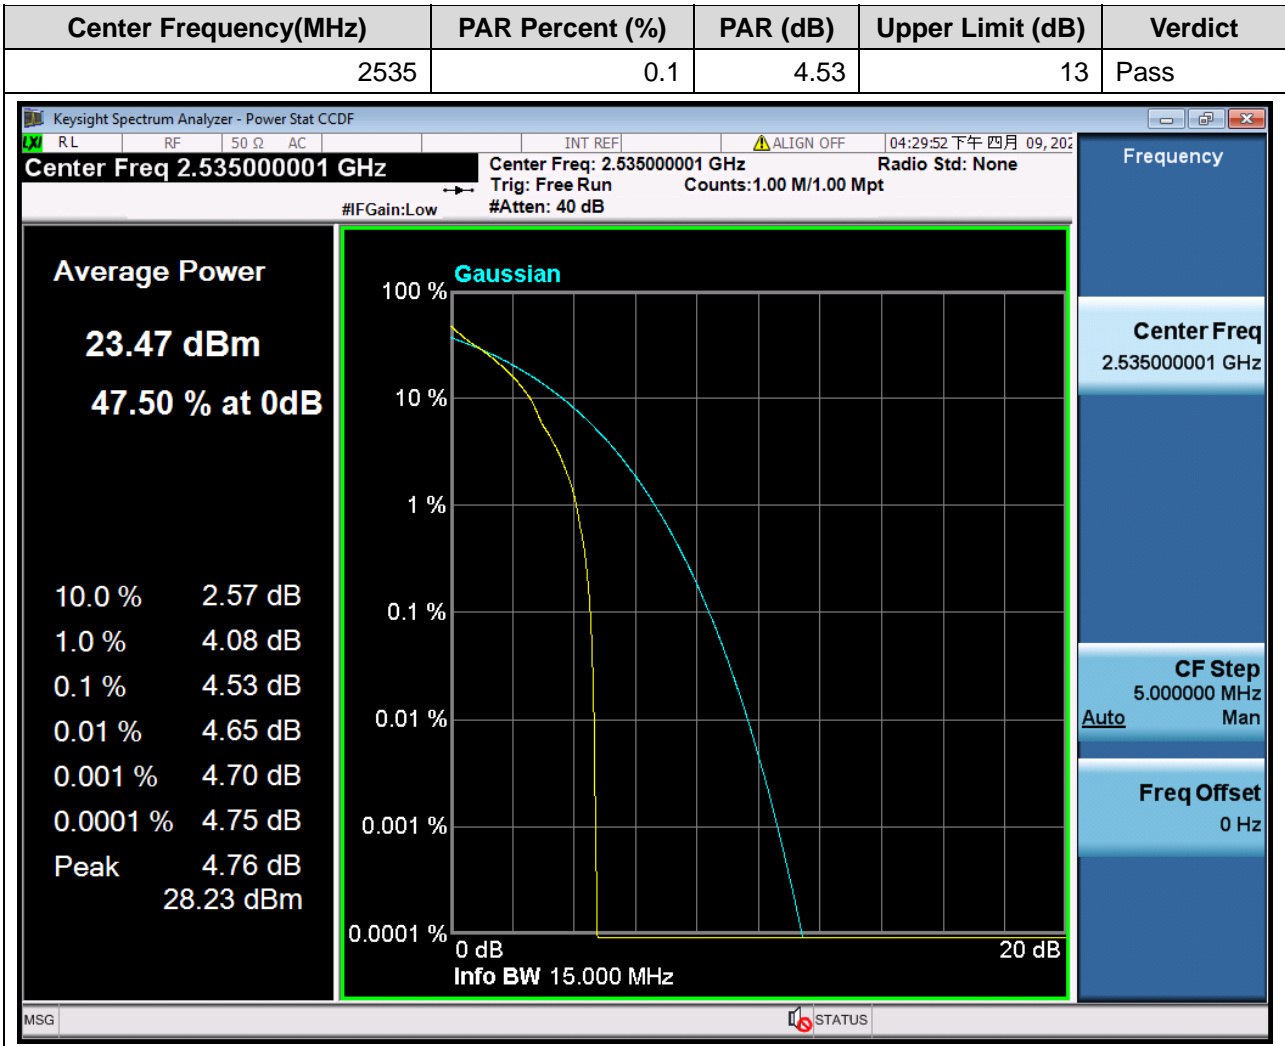 Center Frequency(MHz) PAR Percent (%) PAR (dB) Upper Limit (dB) Verdict
2535 0.1 4.53 13 Pass
Keysight Spectrum Analyzer - Power Stat CCDF
LXI RL RF 50 Ω AC INT REF ALIGN OFF 04:29:52 下午 四月 09, 202
Center Freq 2.535000001 GHz
#IFGain:Low
Center Freq: 2.535000001 GHz Radio Std: None
Trig: Free Run Counts:1.00 M/1.00 Mpt
#Atten: 40 dB
Average Power
23.47 dBm
47.50 % at 0dB
10.0 % 2.57 dB
1.0 % 4.08 dB
0.1 % 4.53 dB
0.01 % 4.65 dB
0.001 % 4.70 dB
0.0001 % 4.75 dB
Peak 4.76 dB
28.23 dBm
Gaussian
100 %
10 %
1 %
0.1 %
0.01 %
0.001 %
0.0001 %
0 dB 20 dB
Info BW 15.000 MHz
Frequency
Center Freq
2.535000001 GHz
CF Step
5.000000 MHz
Auto Man
Freq Offset
0 Hz
MSG STATUS